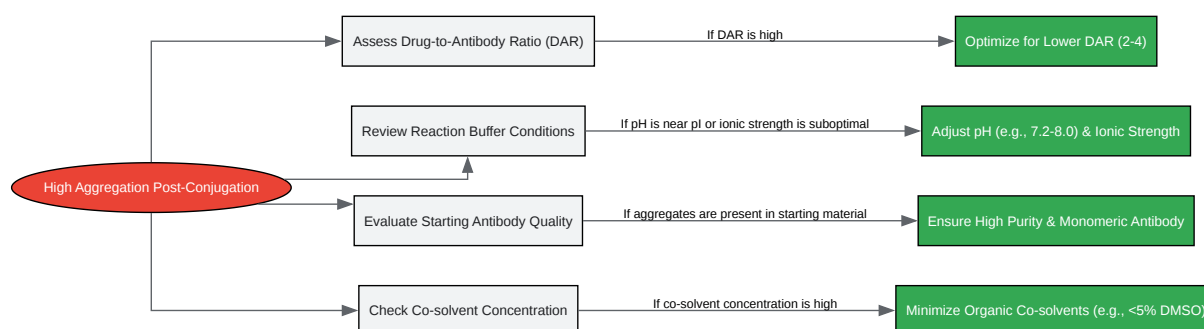 Assess Drug-to-Antibody Ratio (DAR)
If DAR is high
Optimize for Lower DAR (2-4)
Review Reaction Buffer Conditions
If pH is near pI or ionic strength is suboptimal
Adjust pH (e.g., 7.2-8.0) & Ionic Strength
High Aggregation Post-Conjugation
Evaluate Starting Antibody Quality
If aggregates are present in starting material
Ensure High Purity & Monomeric Antibody
Check Co-solvent Concentration
If co-solvent concentration is high
Minimize Organic Co-solvents (e.g., <5% DMSO)